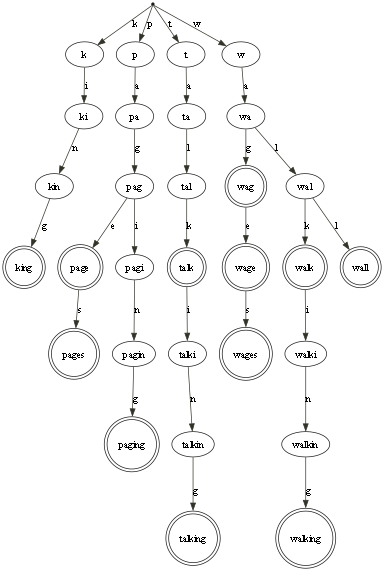 k p t w
k p t w
i a a a
ki pa ta wa
n g l g l
kin pag tal wag wal
g e i k e k l
king page pagi talk wage walk wall
s n i s i
pages pagin talki wages walki
g n n
paging talkin walkin
g g
talking walking